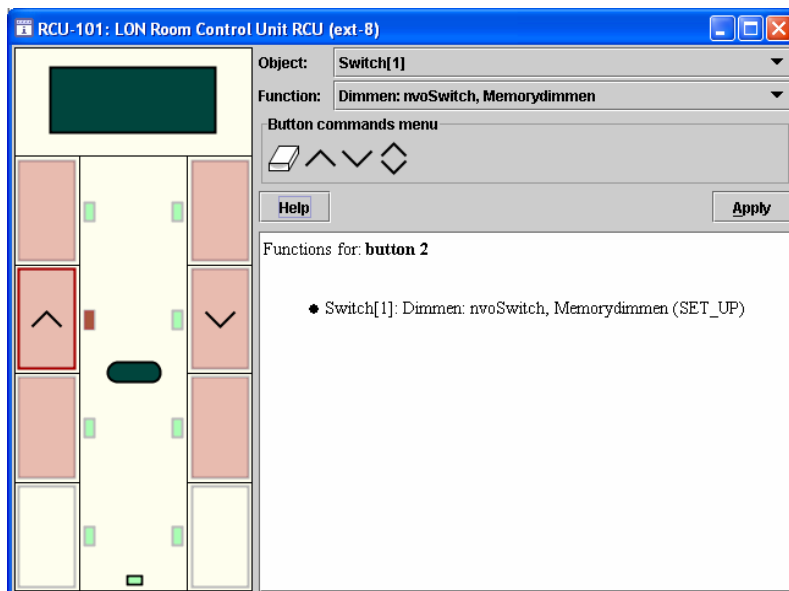 RCU-101: LON Room Control Unit RCU (ext-8)
Object: Switch[1]
Function: Dimmen: nvoSwitch, Memorydimmen
Button commands menu
Help Apply
Functions for: button 2
Switch[1]: Dimmen: nvoSwitch, Memorydimmen (SET_UP)